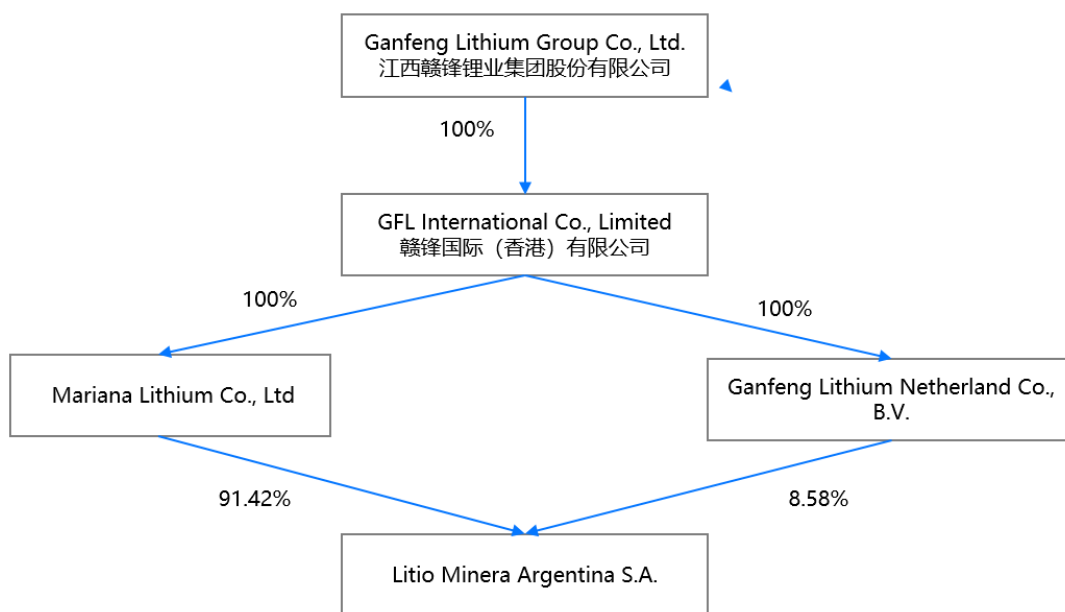 Ganfeng Lithium Group Co., Ltd.
江西赣锋锂业集团股份有限公司
100%
GFL International Co., Limited
赣锋国际（香港）有限公司
100%
100%
Mariana Lithium Co., Ltd
Ganfeng Lithium Netherland Co.,
B.V.
91.42%
8.58%
Litio Minera Argentina S.A.